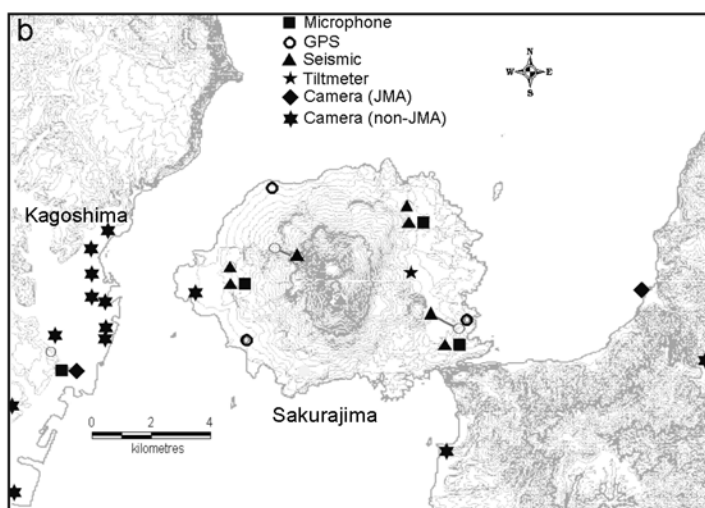 b
Microphone
GPS
Seismic
Tiltmeter
Camera (JMA)
Camera (non-JMA)
N
W E
S
Kagoshima
Sakurajima
0 2 4
kilometres